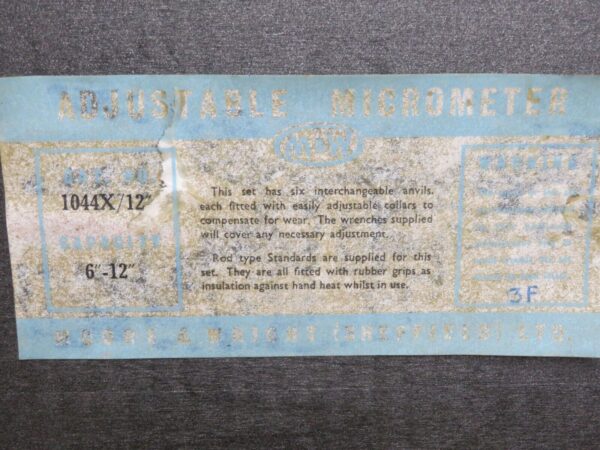 ADJUSTABLE MICROMETER
M&W
CAT. NO.
1044X/12"
CAPACITY
6"-12"
This set has six interchangeable anvils,
each fitted with easily adjustable collars to
compensate for wear. The wrenches supplied
will cover any necessary adjustment.
Rod type Standards are supplied for this
set. They are all fitted with rubber grips as
insulation against hand heat whilst in use.
3F
MOORE & WRIGHT (SHEFFIELD) LTD.